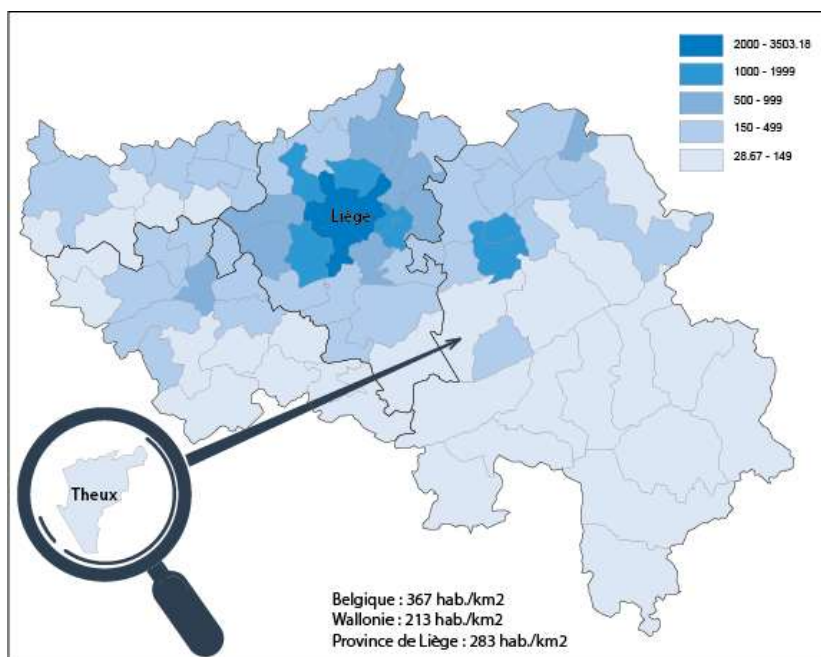 2000 - 3503.18
1000 - 1999
500 - 999
150 - 499
28.67 - 149
Liège
Theux
Belgique : 367 hab./km2
Wallonie : 213 hab./km2
Province de Liège : 283 hab./km2